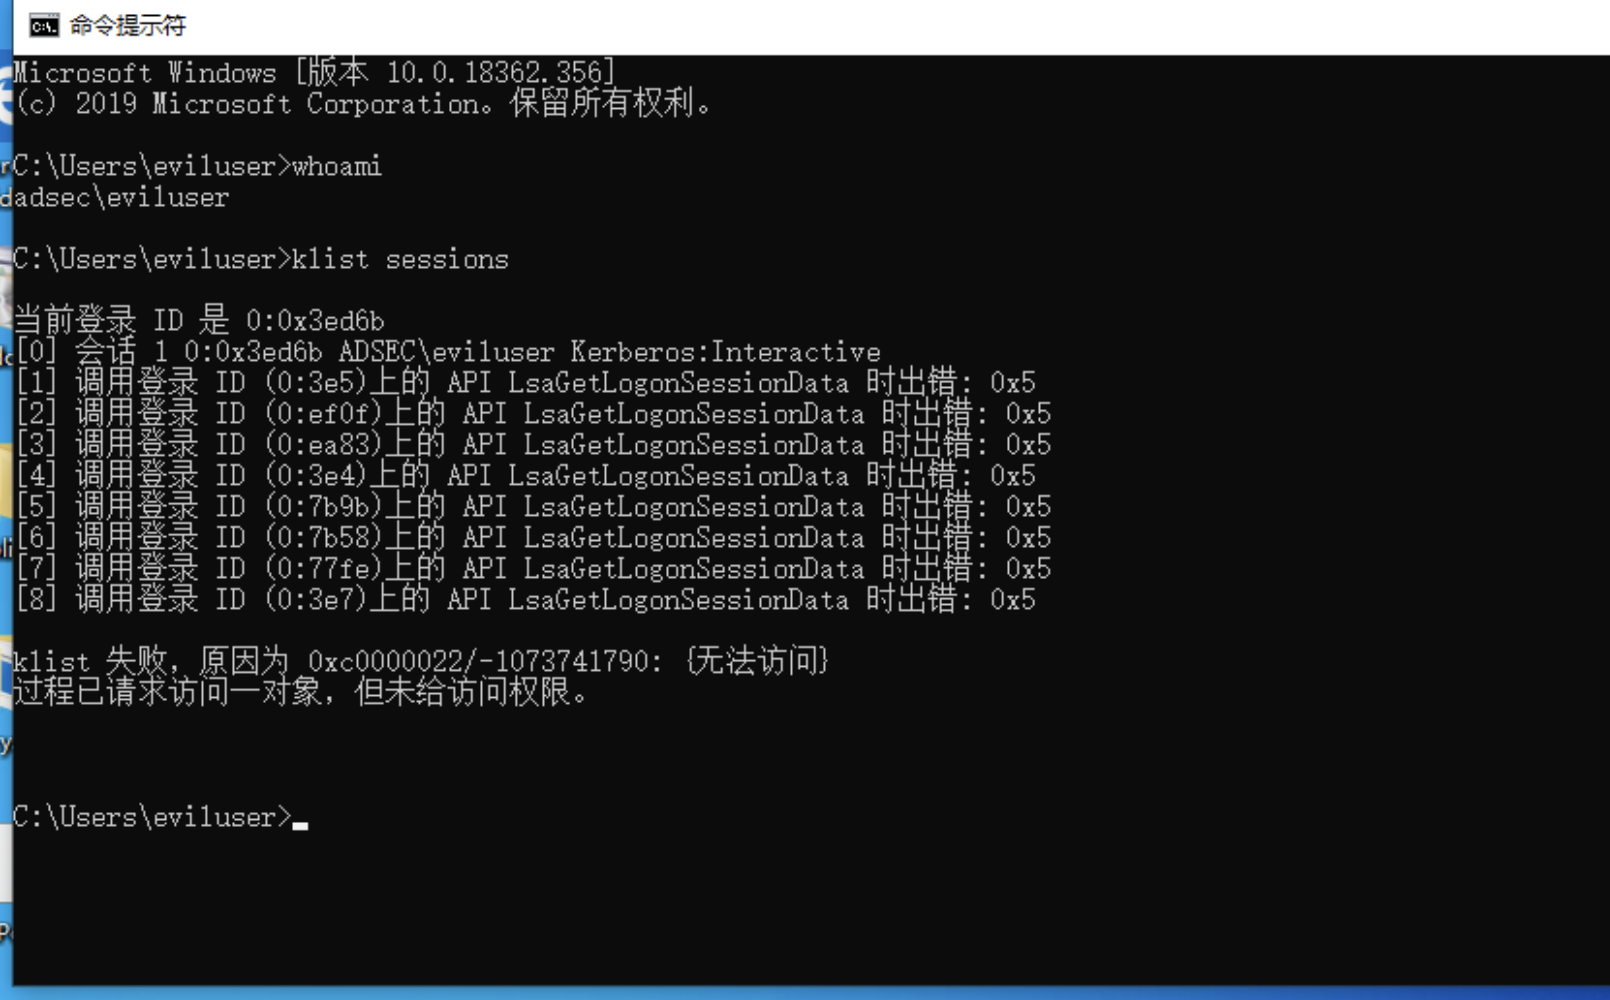 命令提示符
Microsoft Windows [版本 10.0.18362.356]
(c) 2019 Microsoft Corporation。保留所有权利。
C:\Users\eviluser>whoami
adsec\eviluser
C:\Users\eviluser>klist sessions
当前登录 ID 是 0:0x3ed6b
[0] 会话 1 0:0x3ed6b ADSEC\eviluser Kerberos:Interactive
[1] 调用登录 ID (0:3e5)上的 API LsaGetLogonSessionData 时出错: 0x5
[2] 调用登录 ID (0:ef0f)上的 API LsaGetLogonSessionData 时出错: 0x5
[3] 调用登录 ID (0:ea83)上的 API LsaGetLogonSessionData 时出错: 0x5
[4] 调用登录 ID (0:3e4)上的 API LsaGetLogonSessionData 时出错: 0x5
[5] 调用登录 ID (0:7b9b)上的 API LsaGetLogonSessionData 时出错: 0x5
[6] 调用登录 ID (0:7b58)上的 API LsaGetLogonSessionData 时出错: 0x5
[7] 调用登录 ID (0:77fe)上的 API LsaGetLogonSessionData 时出错: 0x5
[8] 调用登录 ID (0:3e7)上的 API LsaGetLogonSessionData 时出错: 0x5
klist 失败，原因为 0xc0000022/-1073741790: {无法访问}
过程已请求访问一对象，但未给访问权限。
C:\Users\eviluser>